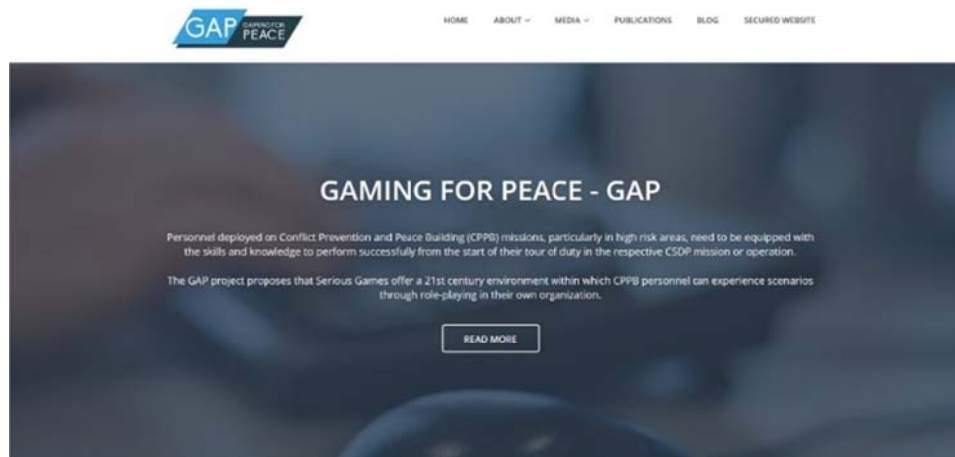 GAP GAMING FOR PEACE
HOME ABOUT MEDIA PUBLICATIONS BLOG SECURED WEBSITE
GAMING FOR PEACE - GAP
Personnel deployed on Conflict Prevention and Peace Building (CPPB) missions, particularly in high risk areas, need to be equipped with
the skills and knowledge to perform successfully from the start of their tour of duty in the respective CSDP mission or operation.
The GAP project proposes that Serious Games offer a 21st century environment within which CPPB personnel can experience scenarios
through role-playing in their own organization.
READ MORE